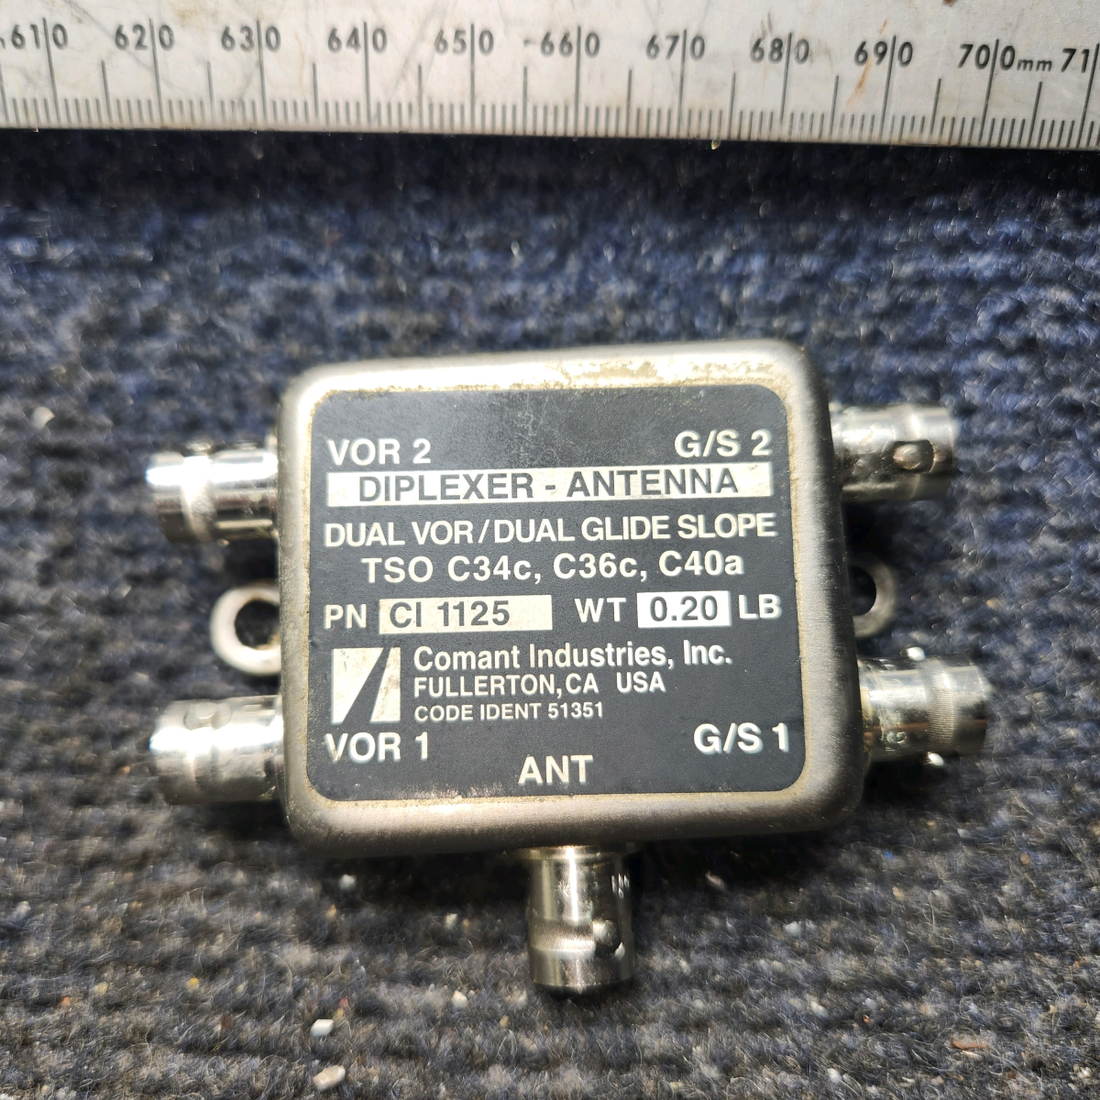 610 620 630 640 650 660 670 680 690 700mm 71
VOR 2 G/S 2
DIPLEXER - ANTENNA
DUAL VOR/DUAL GLIDE SLOPE
TSO C34c, C36c, C40a
PN CI 1125 WT 0.20 LB
Comant Industries, Inc.
FULLERTON, CA USA
CODE IDENT 51351
VOR 1 G/S 1
ANT